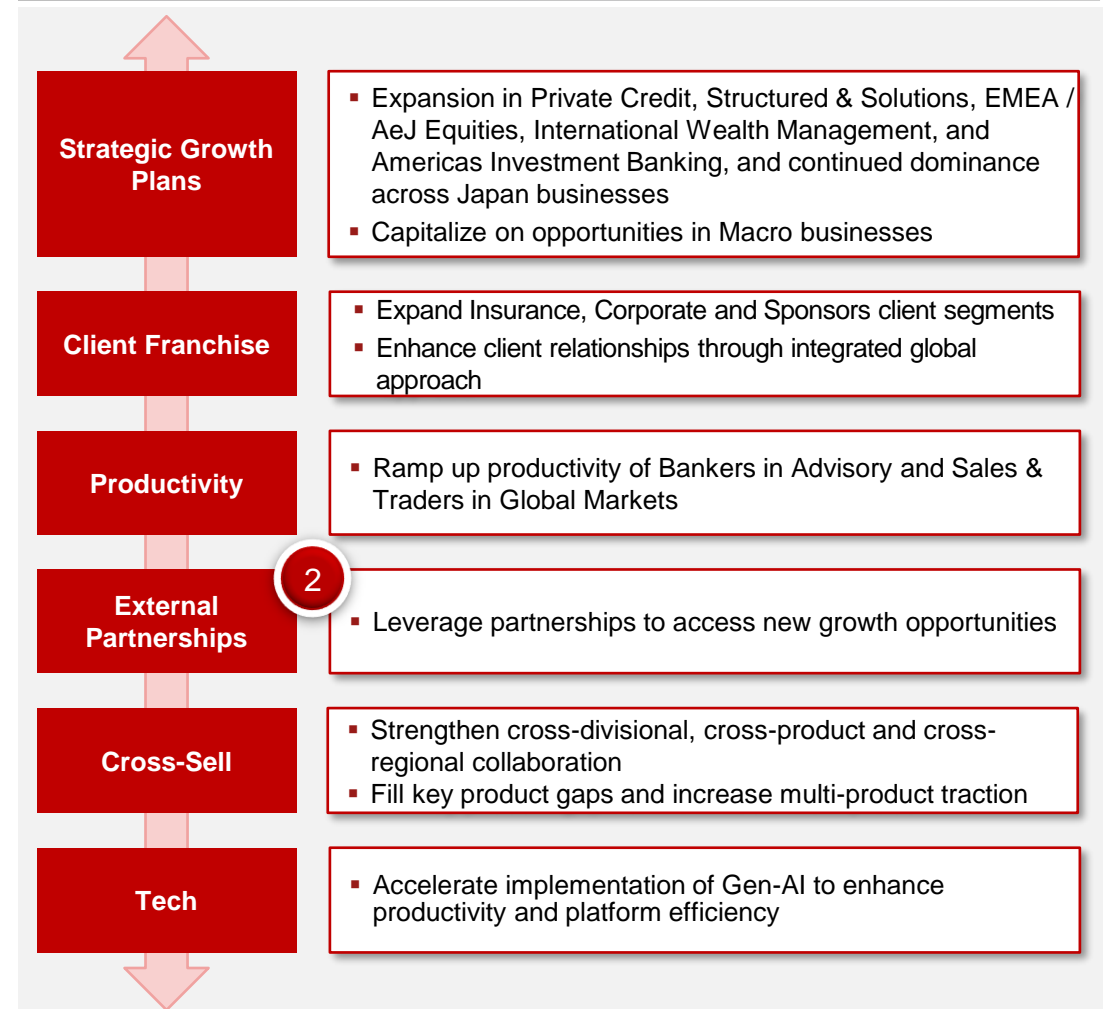 Strategic Growth
Plans
▪ Expansion in Private Credit, Structured & Solutions, EMEA /
AeJ Equities, International Wealth Management, and
Americas Investment Banking, and continued dominance
across Japan businesses
▪ Capitalize on opportunities in Macro businesses
Client Franchise
▪ Expand Insurance, Corporate and Sponsors client segments
▪ Enhance client relationships through integrated global
approach
Productivity
▪ Ramp up productivity of Bankers in Advisory and Sales &
Traders in Global Markets
2
External
Partnerships
▪ Leverage partnerships to access new growth opportunities
Cross-Sell
▪ Strengthen cross-divisional, cross-product and cross-
regional collaboration
▪ Fill key product gaps and increase multi-product traction
Tech
▪ Accelerate implementation of Gen-AI to enhance
productivity and platform efficiency